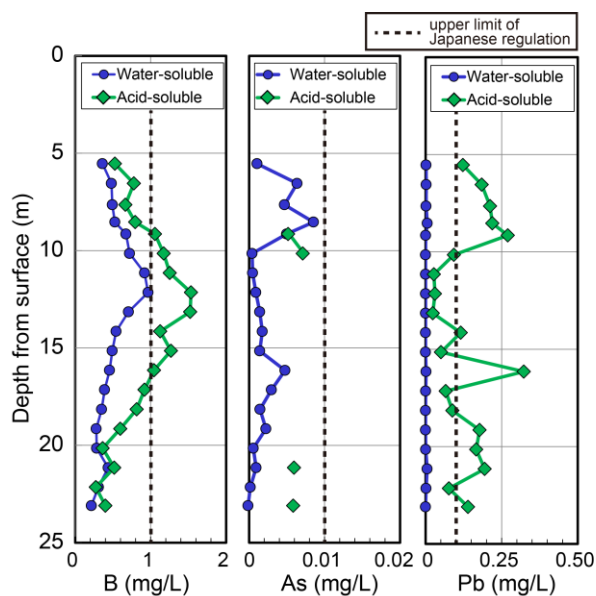 upper limit of
Japanese regulation
Water-soluble
Acid-soluble
Water-soluble
Acid-soluble
Water-soluble
Acid-soluble
Depth from surface (m)
0
5
10
15
20
25
0 1 2
B (mg/L)
0 0.01 0.02
As (mg/L)
0 0.25 0.50
Pb (mg/L)